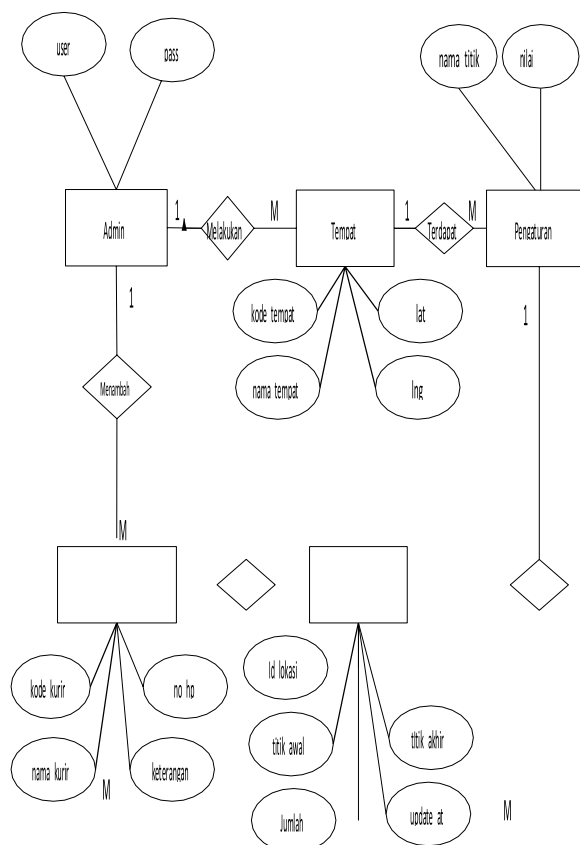 user
pass
nama titik
nilai
Admin
1
Melakukan
M
Tempat
1
Terdapat
M
Pengaturan
1
kode tempat
lat
1
nama tempat
lng
Menambah
M
kode kurir
no hp
Id lokasi
nama kurir
keterangan
titik awal
titik akhir
M
Jumlah
update at
M